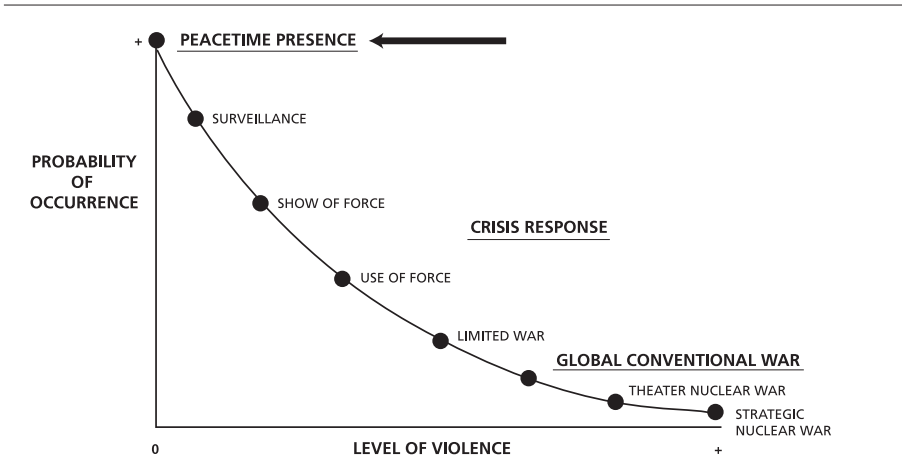 + PEACETIME PRESENCE
SURVEILLANCE
PROBABILITY
OF
OCCURRENCE
SHOW OF FORCE
CRISIS RESPONSE
USE OF FORCE
LIMITED WAR
GLOBAL CONVENTIONAL WAR
THEATER NUCLEAR WAR
STRATEGIC
NUCLEAR WAR
0 LEVEL OF VIOLENCE +